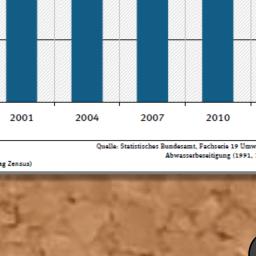 2001 2004 2007 2010
Quelle: Statistisches Bundesamt, Fachserie 19 Umw
Abwasserbeseitigung (1991,
ng Zensus)